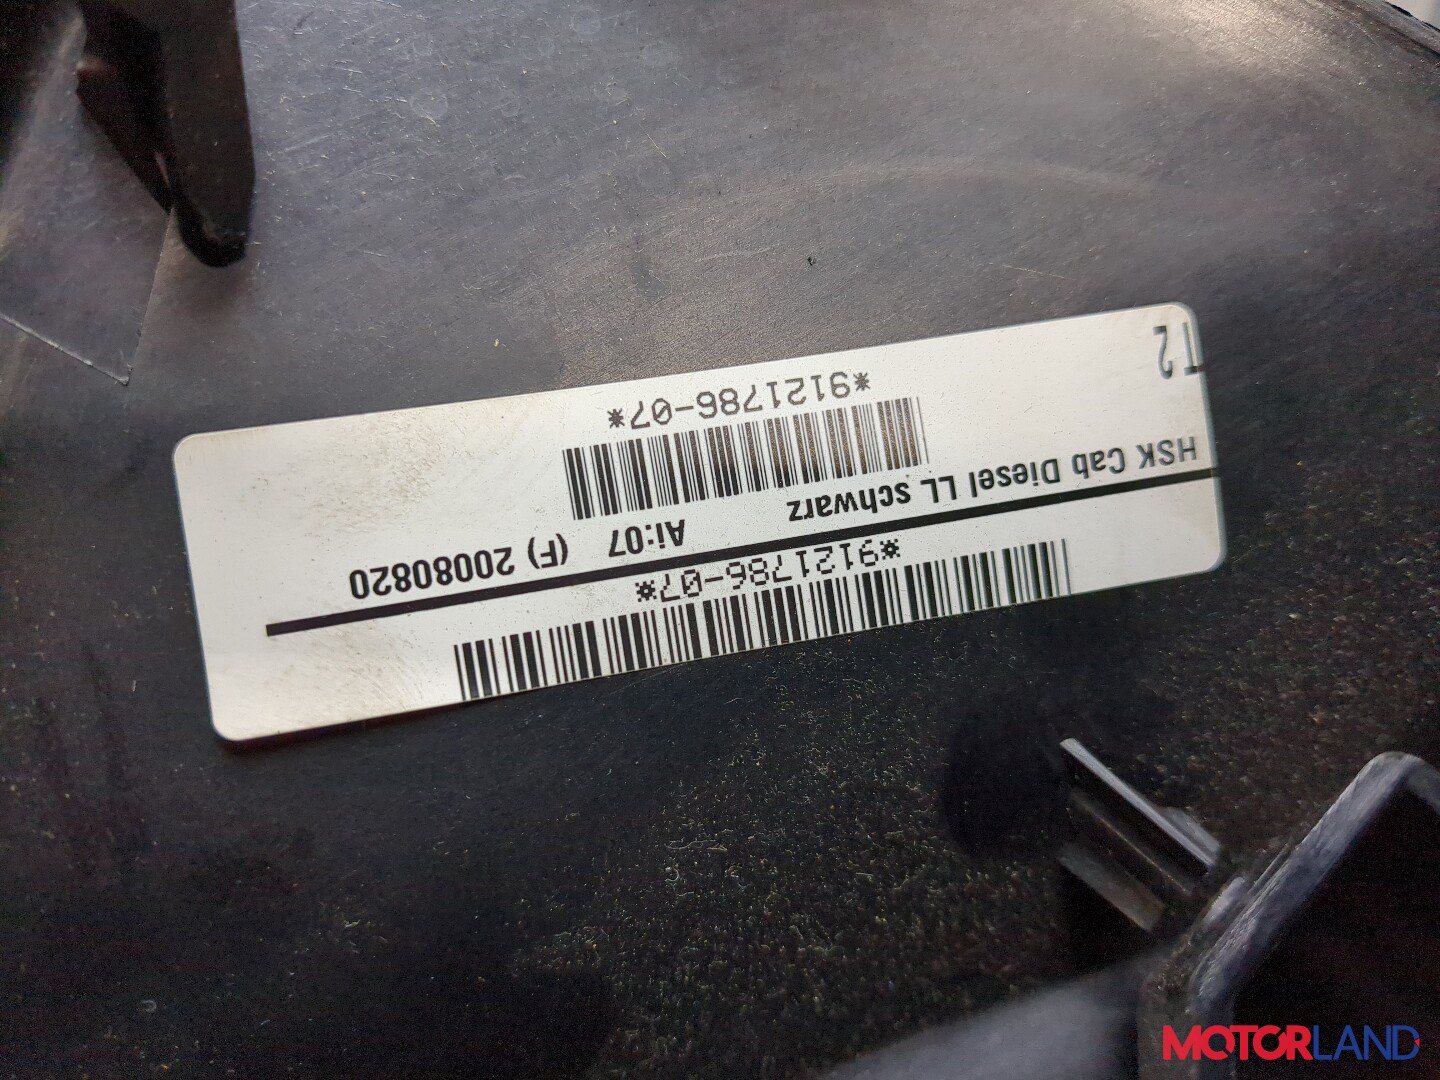 *9121786-07*
Ai:07 (F) 20080820
HSK Cab Diesel LL schwarz
*9121786-07*
T2
MOTORLAND